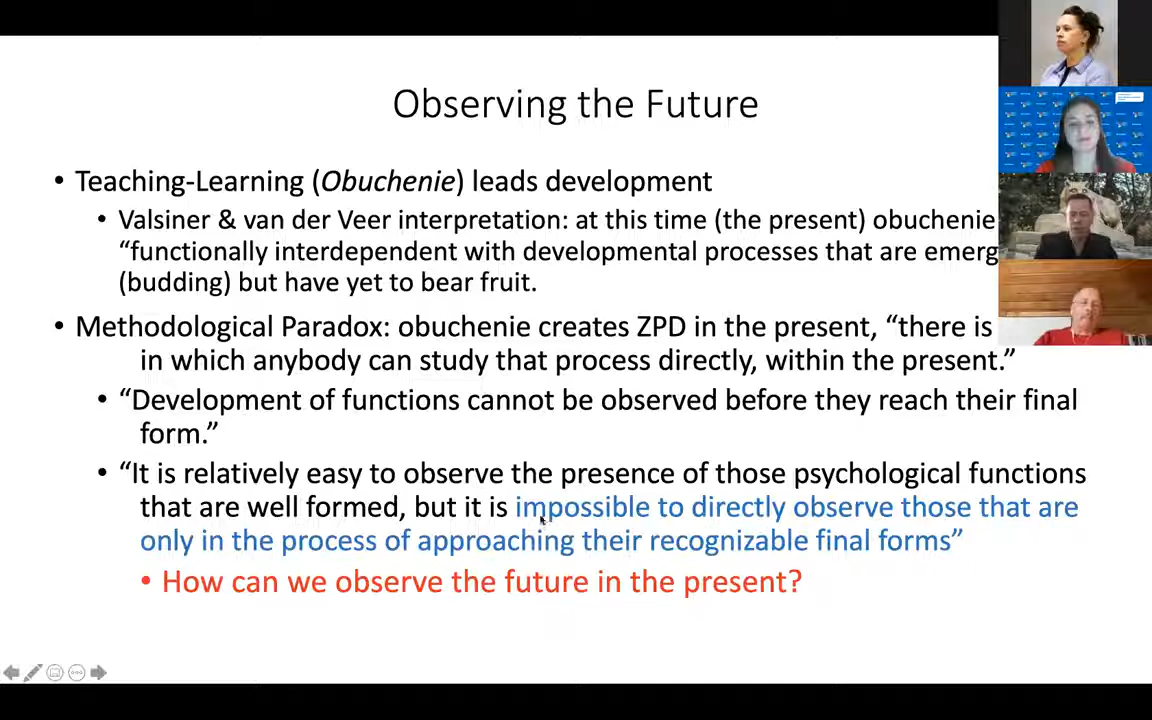 Observing the Future
• Teaching-Learning (Obuchenie) leads development
• Valsiner & van der Veer interpretation: at this time (the present) obuchenie
“functionally interdependent with developmental processes that are emerg
(budding) but have yet to bear fruit.
• Methodological Paradox: obuchenie creates ZPD in the present, “there is
in which anybody can study that process directly, within the present.”
• “Development of functions cannot be observed before they reach their final
form.”
• “It is relatively easy to observe the presence of those psychological functions
that are well formed, but it is impossible to directly observe those that are
only in the process of approaching their recognizable final forms”
• How can we observe the future in the present?